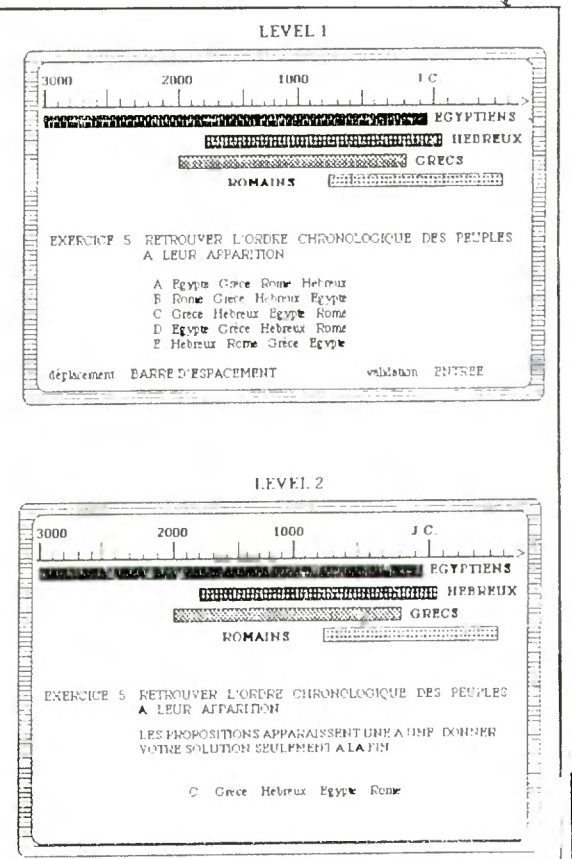 LEVEL 1
3000 2000 1000 J C
EGYPTIENS
HEBREUX
GRECS
ROMAINS
EXERCICE 5 RETROUVER L'ORDRE CHRONOLOGIQUE DES PEUPLES
A LEUR APPARITION
A Egypte Grece Rome Hebreux
B Rome Grece Hebreux Egypte
C Grece Hebreux Egypte Rome
D Egypte Grèce Hebreux Rome
E Hebreux Rome Grèce Egypte
déplacement BARRE D'ESPACEMENT validation ENTREE
LEVEL 2
3000 2000 1000 J C.
EGYPTIENS
HEBREUX
GRECS
ROMAINS
EXERCICE 5 RETROUVER L'ORDRE CHRONOLOGIQUE DES PEUPLES
A LEUR APPARITION
LES PROPOSITIONS APPARAISSENT UNE A UNE DONNER
VOTRE SOLUTION SEULEMENT A LA FIN
C Grece Hebreux Egypte Rome